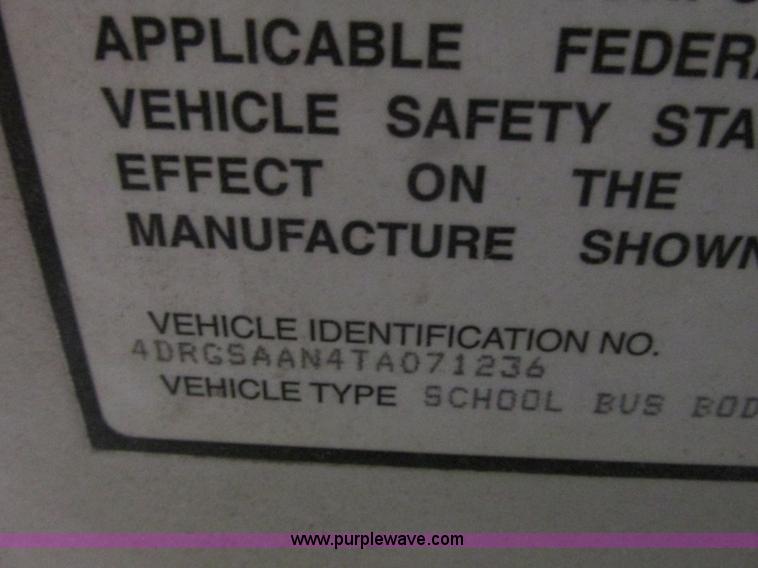 APPLICABLE FEDERA
VEHICLE SAFETY STA
EFFECT ON THE
MANUFACTURE SHOWN
VEHICLE IDENTIFICATION NO.
4DRGSAAN4TA071236
VEHICLE TYPE SCHOOL BUS BOD
www.purplewave.com